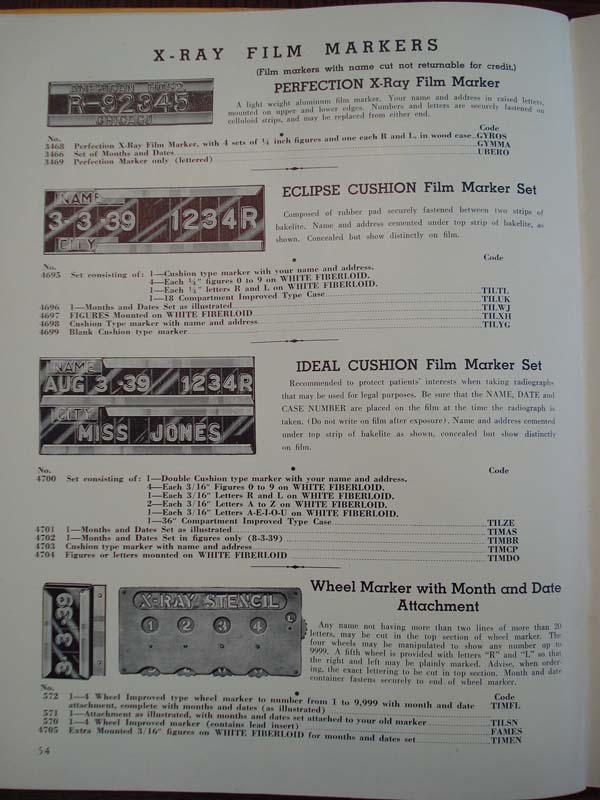 X-RAY FILM MARKERS
(Film markers with name cut not returnable for credit.)
AMERICAN HOSP.
R-92345
CHICAGO
PERFECTION X-Ray Film Marker
A light weight aluminum film marker. Your name and address in raised letters,
mounted on upper and lower edges. Numbers and letters are securely fastened on
celluloid strips, and may be replaced from either end.
No. Code
3468 Perfection X-Ray Film Marker, with 4 sets of ¼ inch figures and one each R and L, in wood case GYROS
3466 Set of Months and Dates GYMMA
3469 Perfection Marker only (lettered) UBERO
NAME
3-3-39 1234R
CITY
ECLIPSE CUSHION Film Marker Set
Composed of rubber pad securely fastened between two strips of
bakelite. Name and address cemented under top strip of bakelite, as
shown. Concealed but show distinctly on film.
No. Code
4695 Set consisting of: 1—Cushion type marker with your name and address.
4—Each ¼" figures 0 to 9 on WHITE FIBERLOID.
1—Each ¼" letters R and L on WHITE FIBERLOID.
1—18 Compartment Improved Type Case TILTL
4696 1—Months and Dates Set as illustrated TILUK
4697 FIGURES Mounted on WHITE FIBERLOID TILWJ
4698 Cushion Type marker with name and address TILXH
4699 Blank Cushion type marker TILYG
NAME
AUG 3-39 1234R
CITY
MISS JONES
IDEAL CUSHION Film Marker Set
Recommended to protect patients' interests when taking radiographs
that may be used for legal purposes. Be sure that the NAME, DATE and
CASE NUMBER are placed on the film at the time the radiograph is
taken. (Do not write on film after exposure). Name and address cemented
under top strip of bakelite as shown, concealed but show distinctly
on film.
No. Code
4700 Set consisting of: 1—Double Cushion type marker with your name and address.
4—Each 3/16" Figures 0 to 9 on WHITE FIBERLOID.
1—Each 3/16" Letters R and L on WHITE FIBERLOID.
2—Each 3/16" Letters A to Z on WHITE FIBERLOID.
1—Each 3/16" Letters A-E-I-O-U on WHITE FIBERLOID.
1—36" Compartment Improved Type Case TILZE
4701 1—Months and Dates Set as illustrated TIMAS
4702 1—Months and Dates Set in figures only (8-3-39) TIMBR
4703 Cushion type marker with name and address TIMCP
4704 Figures or letters mounted on WHITE FIBERLOID TIMDO
3 3 39
X-RAY STENCIL
1 2 3 4
L
Wheel Marker with Month and Date
Attachment
Any name not having more than two lines of more than 20
letters, may be cut in the top section of wheel marker. The
four wheels may be manipulated to show any number up to
9999. A fifth wheel is provided with letters "R" and "L" so that
the right and left may be plainly marked. Advise, when order-
ing, the exact lettering to be cut in top section. Month and date
container fastens securely to end of wheel marker.
No. Code
572 1—4 Wheel Improved type wheel marker to number from 1 to 9,999 with month and date
attachment, complete with months and dates (as illustrated) TIMFL
571 1—Attachment as illustrated, with months and dates set attached to your old marker TILSN
570 1—4 Wheel Improved marker (contains lead insert) FAMES
4705 Extra Mounted 3/16" figures on WHITE FIBERLOID for months and dates set TIMEN
54